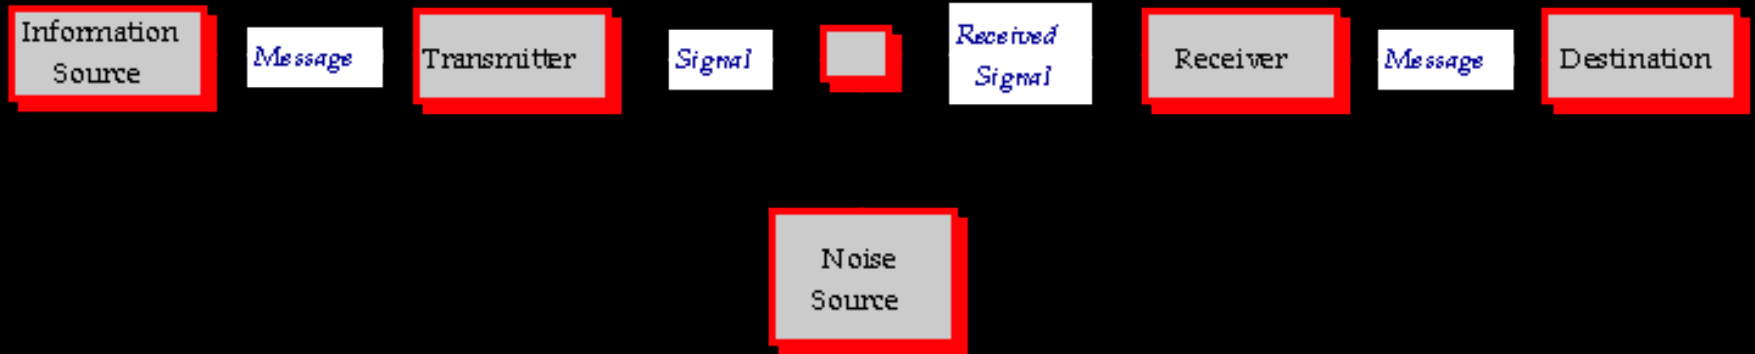 Information
Source
Message
Transmitter
Signal
Received
Signal
Receiver
Message
Destination
Noise
Source